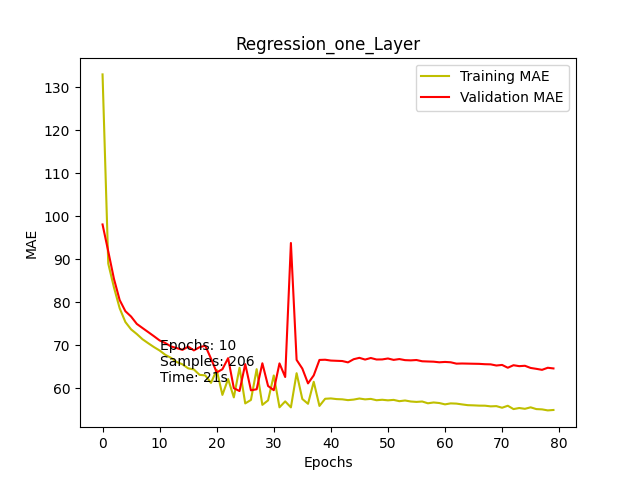 Regression_one_Layer
Training MAE
Validation MAE
MAE
130
120
110
100
90
80
70
60
Epochs: 10
Samples: 206
Time: 21s
0
10
20
30
40
50
60
70
80
Epochs